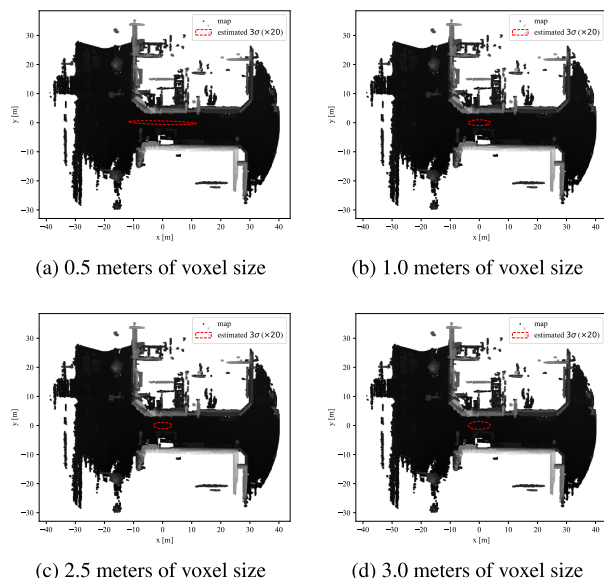 map
estimated 3σ (×20)
30
20
10
0
−10
−20
−30
y [m]
−40 −30 −20 −10 0 10 20 30 40
x [m]
(a) 0.5 meters of voxel size
map
estimated 3σ (×20)
30
20
10
0
−10
−20
−30
y [m]
−40 −30 −20 −10 0 10 20 30 40
x [m]
(b) 1.0 meters of voxel size
map
estimated 3σ (×20)
30
20
10
0
−10
−20
−30
y [m]
−40 −30 −20 −10 0 10 20 30 40
x [m]
(c) 2.5 meters of voxel size
map
estimated 3σ (×20)
30
20
10
0
−10
−20
−30
y [m]
−40 −30 −20 −10 0 10 20 30 40
x [m]
(d) 3.0 meters of voxel size